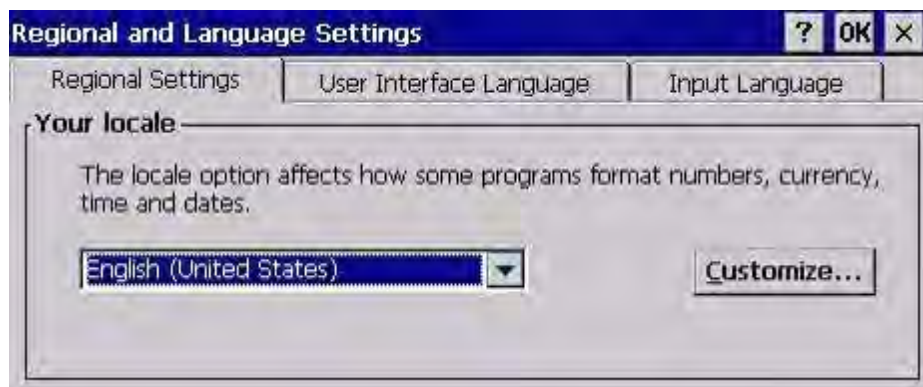 Regional and Language Settings ? OK ×
Regional Settings User Interface Language Input Language
Your locale
The locale option affects how some programs format numbers, currency,
time and dates.
English (United States) Customize...